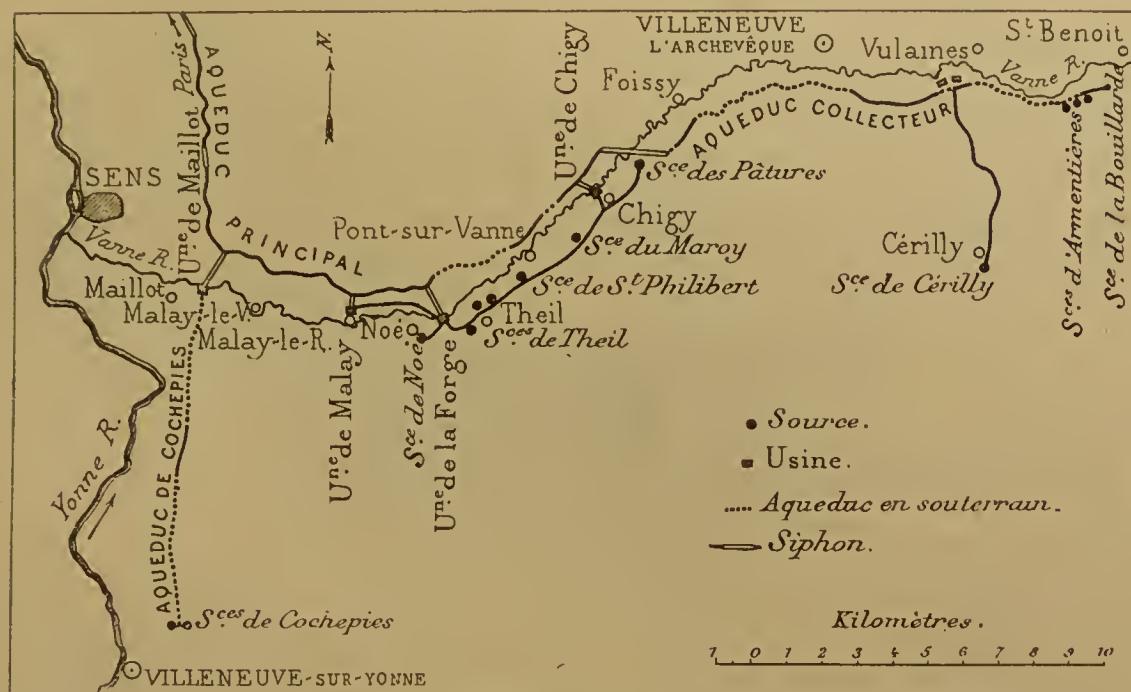 VILLENEUVE
L'ARCHEVÊQUE
Vulaines
St. Benoit
Vanne R.
Foissy
Une de Chigy
AQUEDUC COLLECTEUR
Sces d'Armentières
Sce de la Bouillarde
Paris
AQUEDUC
N.
Une de Maillot
SENS
Vanne R.
PRINCIPAL
Pont-sur-Vanne
Sce des Pâtures
Chigy
Sce du Maroy
Cérilly
Sce de Cérilly
Sce de St. Philibert
Maillot
Malay-le-V.
Malay-le-R.
Noé
Theil
Sces de Theil
Une de Malay
Sce de Noé
Une de la Forge
AQUEDUC DE COCHEPIES
Yonne R.
Source.
Usine.
Aqueduc en souterrain.
Siphon.
Sces de Cochepies
Kilomètres.
1 0 1 2 3 4 5 6 7 8 9 10
VILLENEUVE-SUR-YONNE